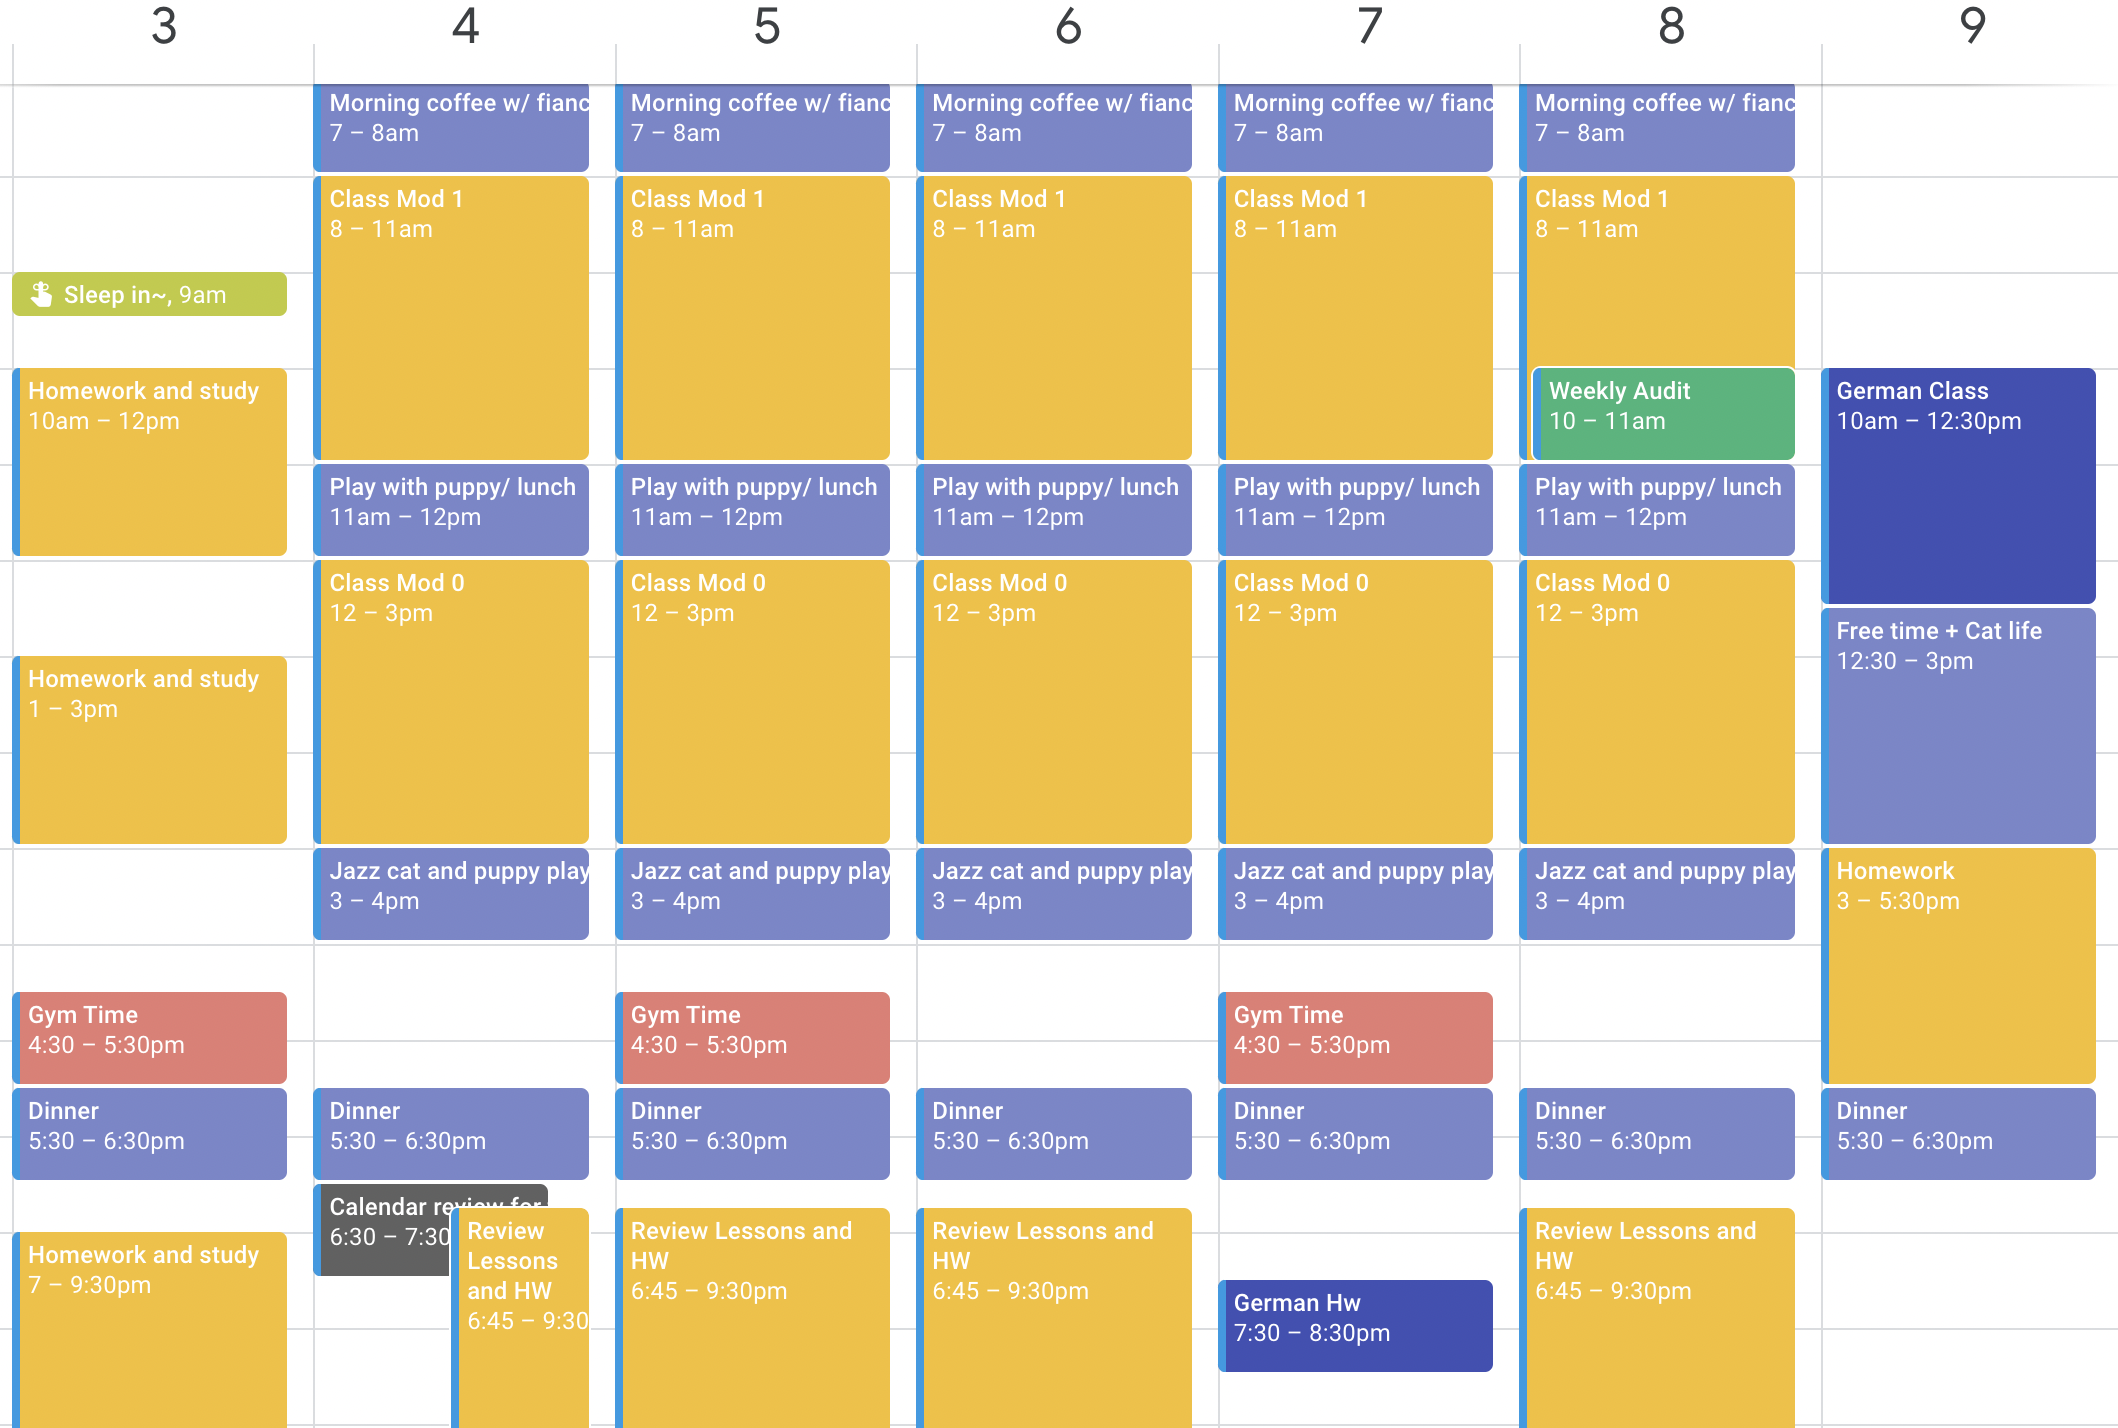 3
4
5
6
7
8
9
Sleep in~, 9am
Homework and study
10am – 12pm
Homework and study
1 – 3pm
Gym Time
4:30 – 5:30pm
Dinner
5:30 – 6:30pm
Homework and study
7 – 9:30pm
Morning coffee w/ fianc
7 – 8am
Class Mod 1
8 – 11am
Play with puppy/ lunch
11am – 12pm
Class Mod 0
12 – 3pm
Jazz cat and puppy play
3 – 4pm
Dinner
5:30 – 6:30pm
Calendar review for
6:30 – 7:30
Review
Lessons
and HW
6:45 – 9:30
Morning coffee w/ fianc
7 – 8am
Class Mod 1
8 – 11am
Play with puppy/ lunch
11am – 12pm
Class Mod 0
12 – 3pm
Jazz cat and puppy play
3 – 4pm
Gym Time
4:30 – 5:30pm
Dinner
5:30 – 6:30pm
Review Lessons and
HW
6:45 – 9:30pm
Morning coffee w/ fianc
7 – 8am
Class Mod 1
8 – 11am
Play with puppy/ lunch
11am – 12pm
Class Mod 0
12 – 3pm
Jazz cat and puppy play
3 – 4pm
Dinner
5:30 – 6:30pm
Review Lessons and
HW
6:45 – 9:30pm
Morning coffee w/ fianc
7 – 8am
Class Mod 1
8 – 11am
Play with puppy/ lunch
11am – 12pm
Class Mod 0
12 – 3pm
Jazz cat and puppy play
3 – 4pm
Gym Time
4:30 – 5:30pm
Dinner
5:30 – 6:30pm
German Hw
7:30 – 8:30pm
Morning coffee w/ fianc
7 – 8am
Class Mod 1
8 – 11am
Weekly Audit
10 – 11am
Play with puppy/ lunch
11am – 12pm
Class Mod 0
12 – 3pm
Jazz cat and puppy play
3 – 4pm
Dinner
5:30 – 6:30pm
Review Lessons and
HW
6:45 – 9:30pm
German Class
10am – 12:30pm
Free time + Cat life
12:30 – 3pm
Homework
3 – 5:30pm
Dinner
5:30 – 6:30pm